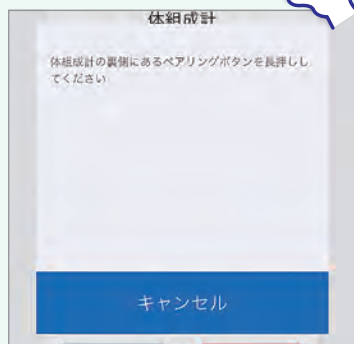 体組成計
体組成計の裏側にあるペアリングボタンを長押しし
てください
キャンセル